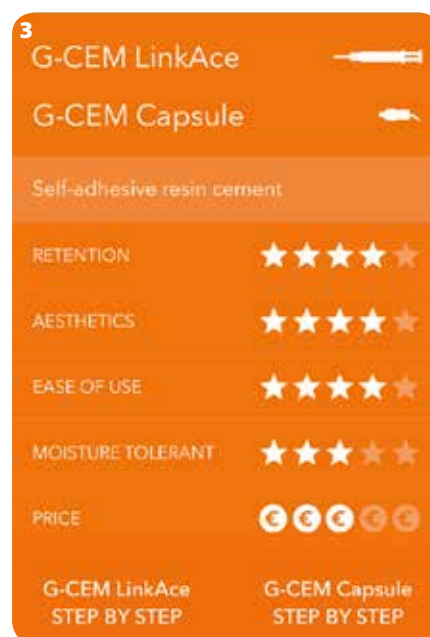 3
G-CEM LinkAce
G-CEM Capsule
Self-adhesive resin cement
RETENTION
AESTHETICS
EASE OF USE
MOISTURE TOLERANT
PRICE € € € € €
G-CEM LinkAce G-CEM Capsule
STEP BY STEP STEP BY STEP